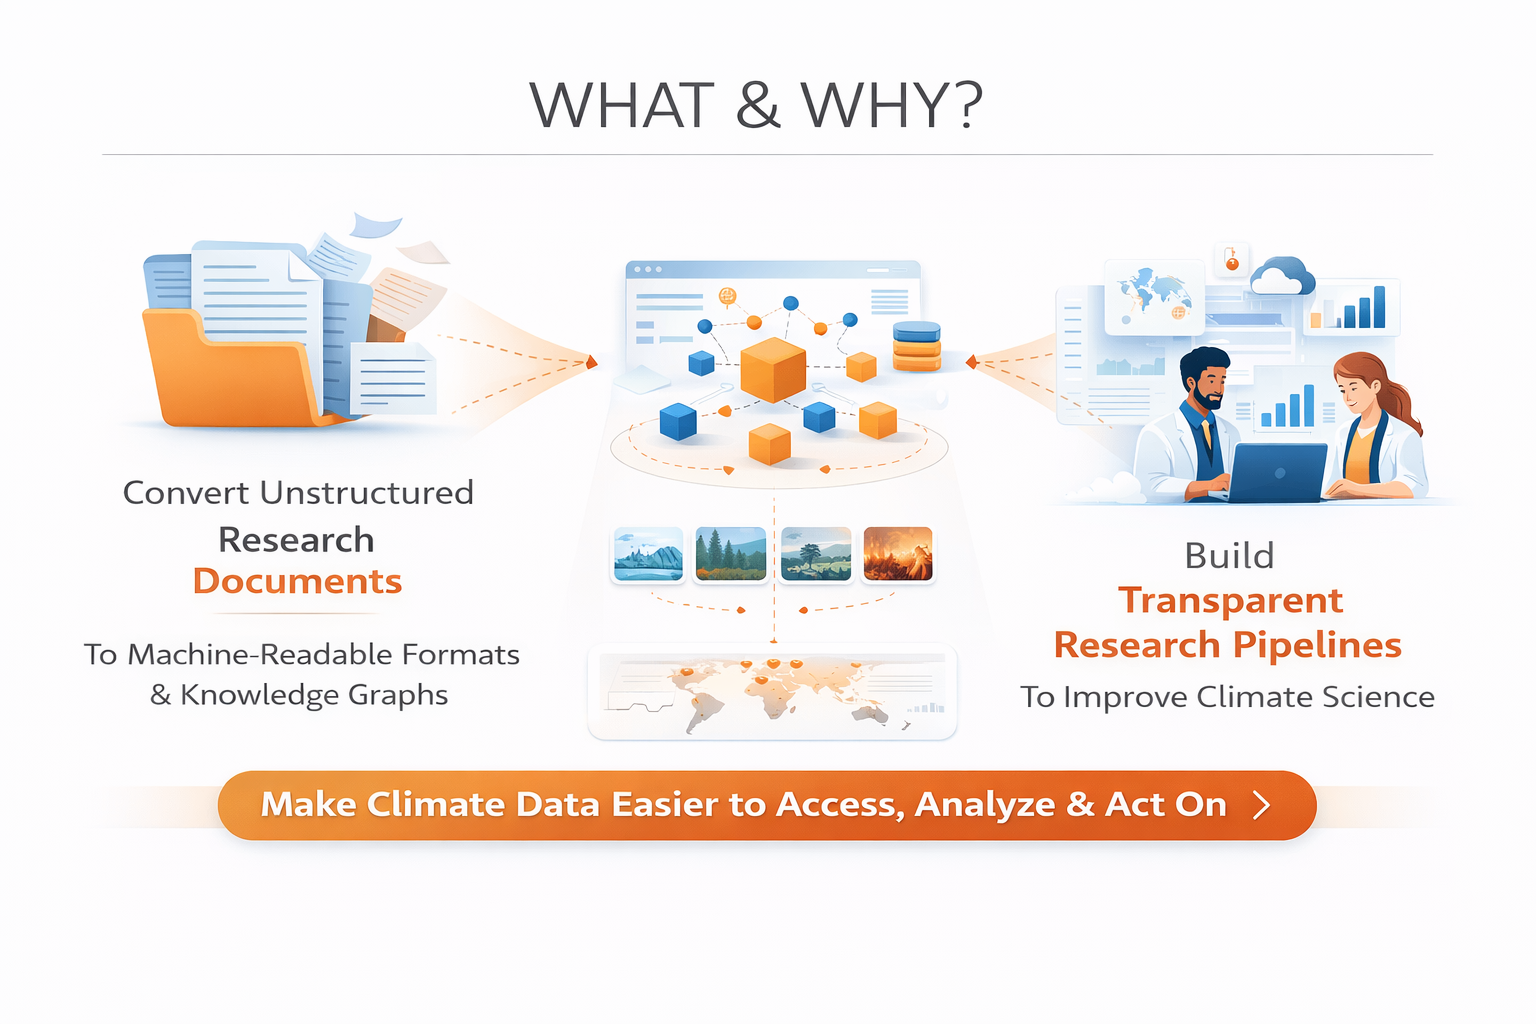 WHAT & WHY?
Convert Unstructured
Research
Documents
To Machine-Readable Formats
& Knowledge Graphs
Build
Transparent
Research Pipelines
To Improve Climate Science
Make Climate Data Easier to Access, Analyze & Act On